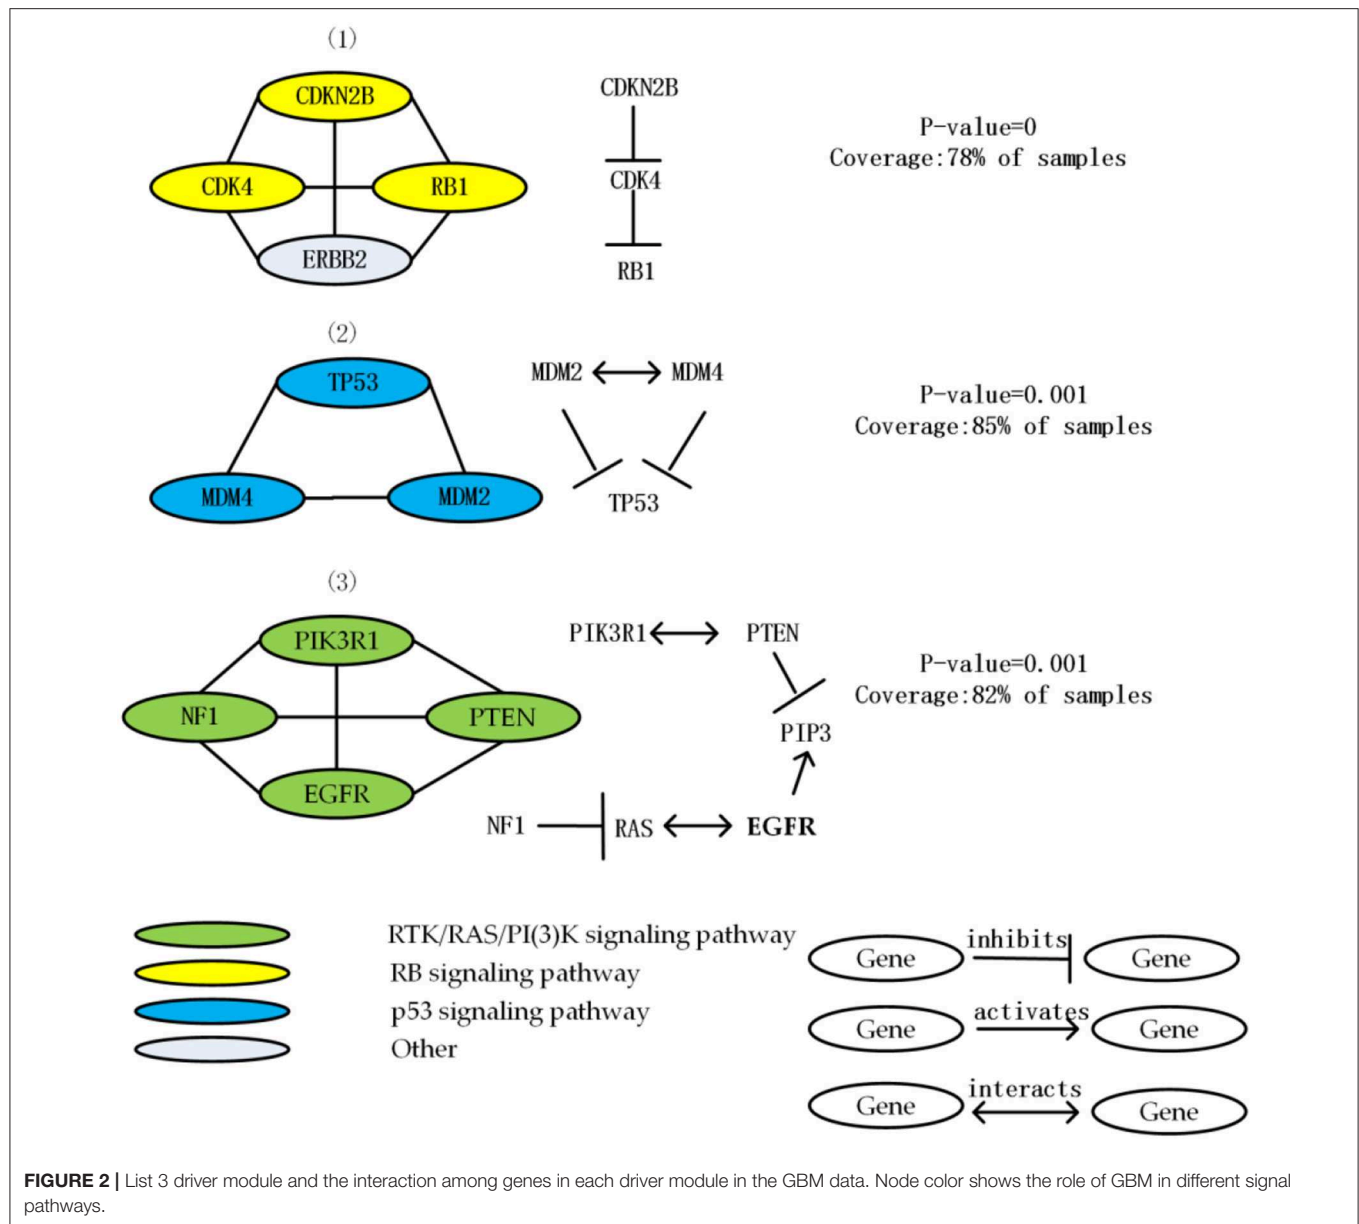 (1)
CDKN2B
CDK4
RB1
ERBB2
CDKN2B
CDK4
RB1
P-value=0
Coverage:78% of samples
(2)
TP53
MDM4
MDM2
MDM2
MDM4
TP53
P-value=0.001
Coverage:85% of samples
(3)
PIK3R1
NF1
PTEN
EGFR
PIK3R1
PTEN
PIP3
NF1
RAS
EGFR
P-value=0.001
Coverage:82% of samples
RTK/RAS/PI(3)K signaling pathway
RB signaling pathway
p53 signaling pathway
Other
Gene
inhibits
Gene
Gene
activates
Gene
Gene
interacts
Gene
FIGURE 2 | List 3 driver module and the interaction among genes in each driver module in the GBM data. Node color shows the role of GBM in different signal
pathways.